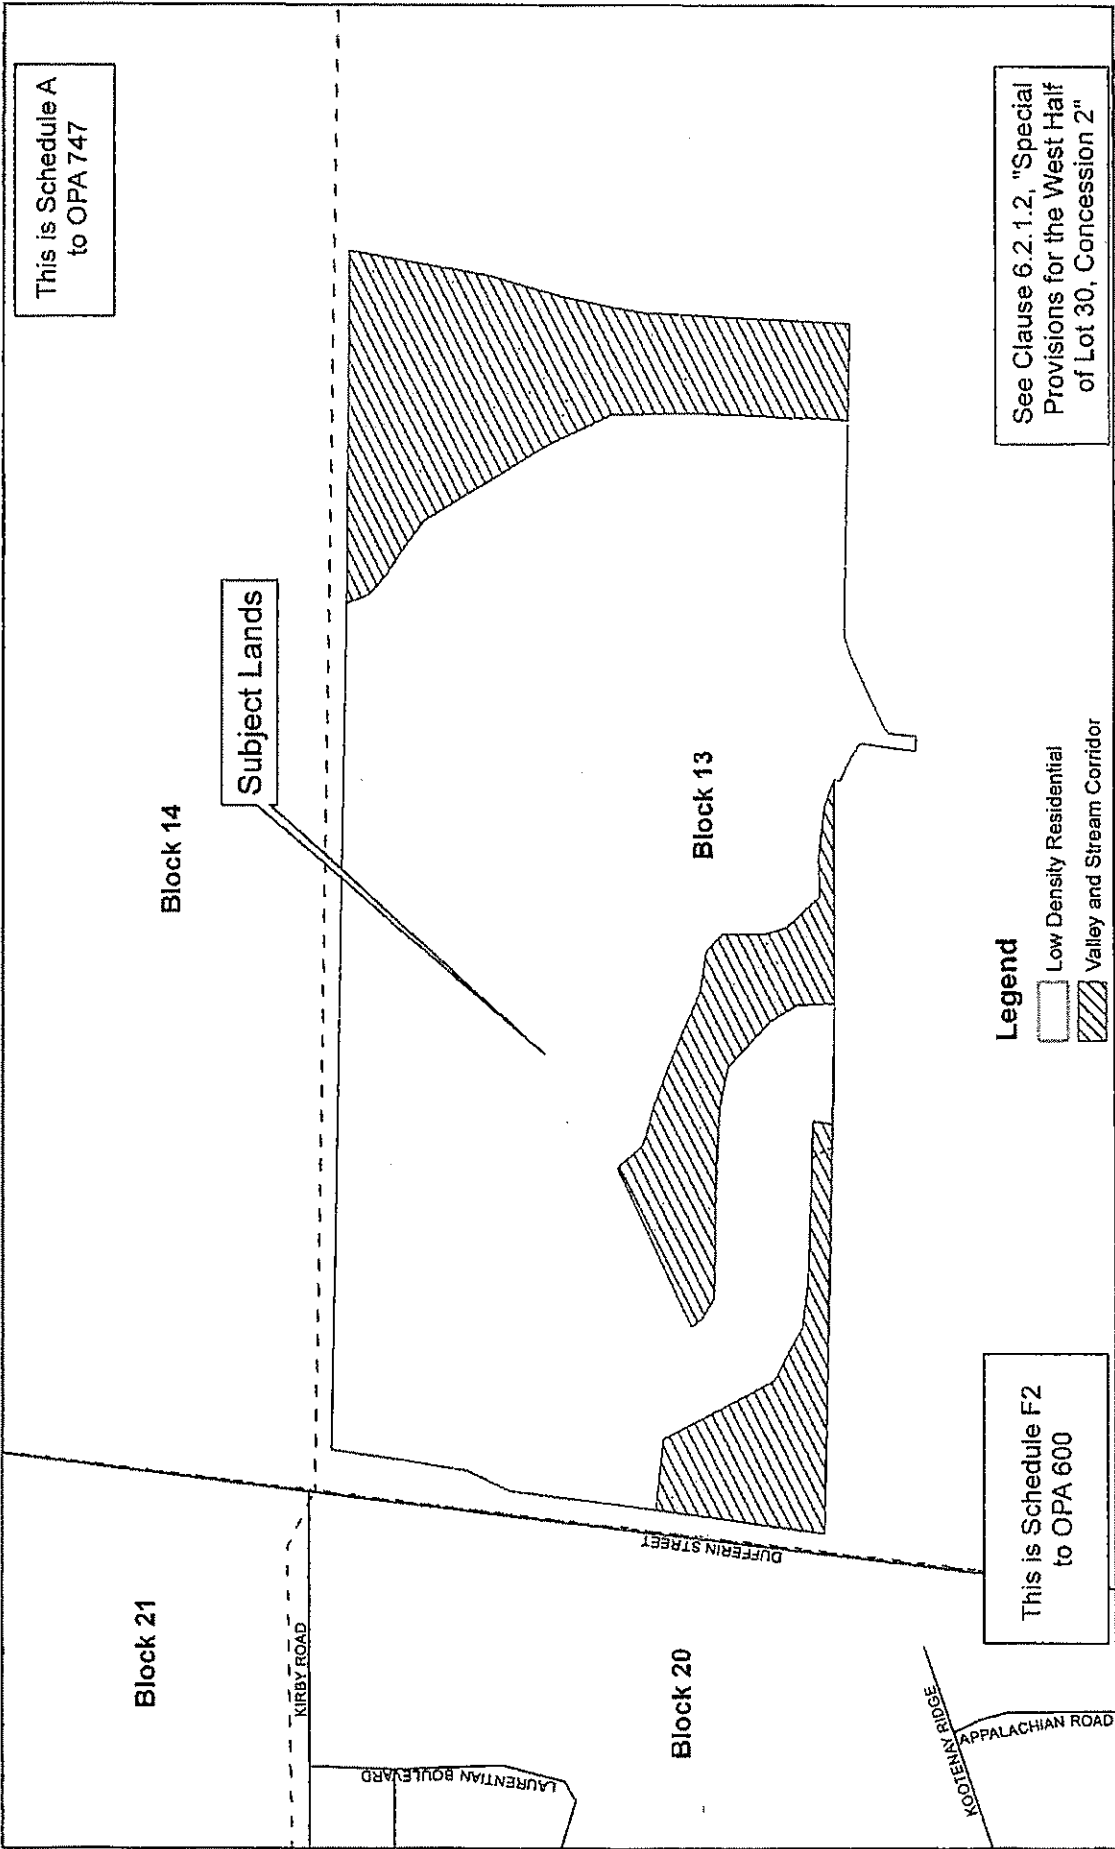 This is Schedule A
to OPA 747
Block 14
Subject Lands
Block 21
KIRBY ROAD
LAURENTIAN BOULEVARD
DUFFERIN STREET
Block 20
Block 13
KOOTENAY RIDGE
APPALACHIAN ROAD
This is Schedule F2
to OPA 600
Legend
Low Density Residential
Valley and Stream Corridor
See Clause 6.2.1.2, "Special
Provisions for the West Half
of Lot 30, Concession 2"